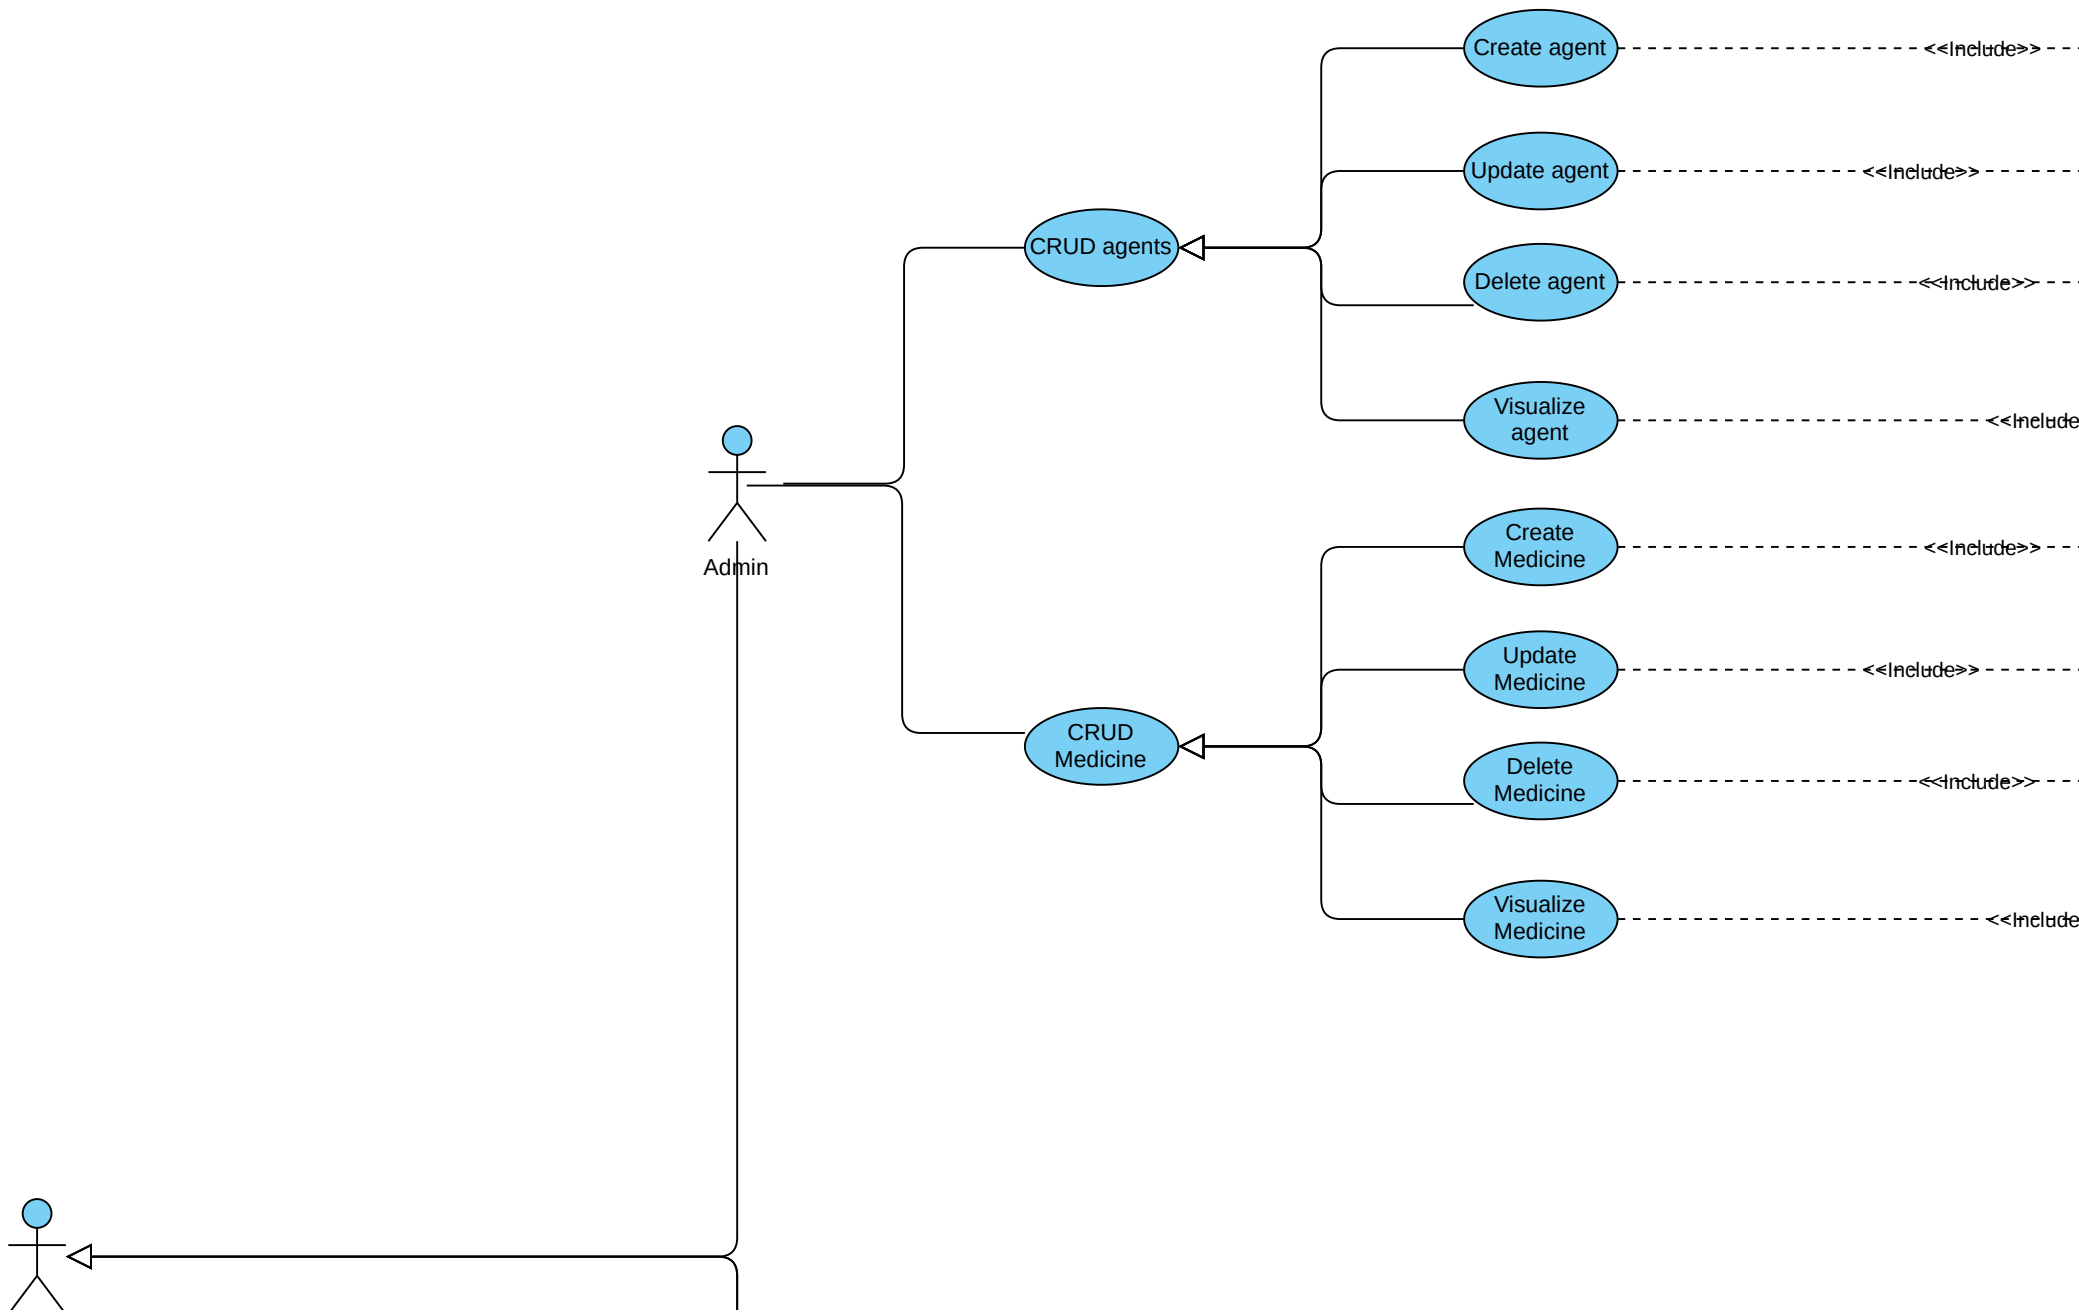 Create agent
<<Include>>
Update agent
<<Include>>
CRUD agents
Delete agent
<<Include>>
Visualize
agent
<<Include
Admin
Create
Medicine
<<Include>>
Update
Medicine
<<Include>>
CRUD
Medicine
Delete
Medicine
<<Include>>
Visualize
Medicine
<<Include